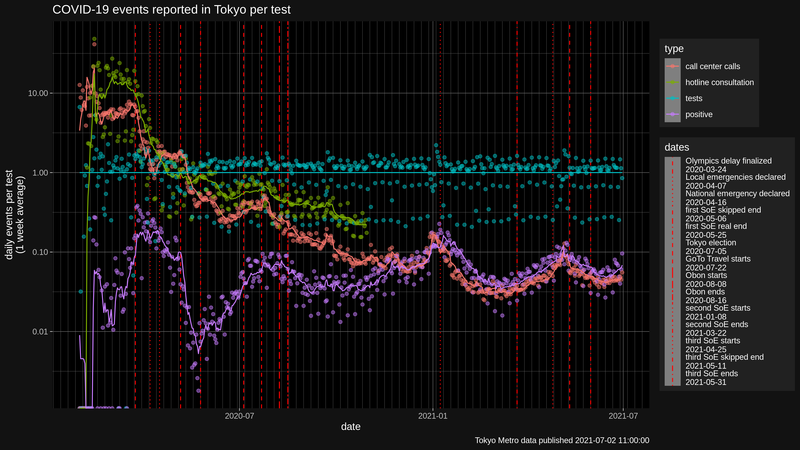 COVID-19 events reported in Tokyo per test
daily events per test
(1 week average)
10.00
1.00
0.10
0.01
2020-07
2021-01
2021-07
date
type
call center calls
hotline consultation
tests
positive
dates
Olympics delay finalized
2020-03-24
Local emergencies declared
2020-04-07
National emergency declared
2020-04-16
first SoE skipped end
2020-05-06
first SoE real end
2020-05-25
Tokyo election
2020-07-05
GoTo Travel starts
2020-07-22
Obon starts
2020-08-08
Obon ends
2020-08-16
second SoE starts
2021-01-08
second SoE ends
2021-03-22
third SoE starts
2021-04-25
third SoE skipped end
2021-05-11
third SoE ends
2021-05-31
Tokyo Metro data published 2021-07-02 11:00:00